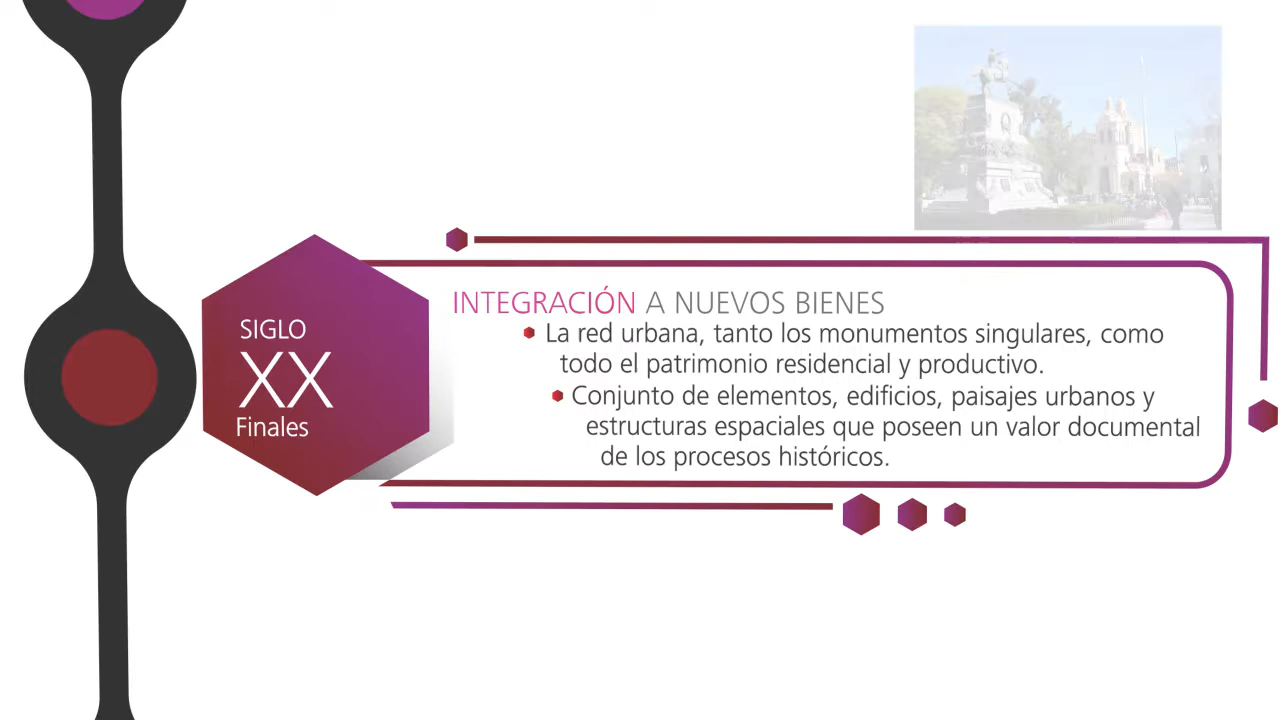 SIGLO
XX
Finales
INTEGRACIÓN A NUEVOS BIENES
La red urbana, tanto los monumentos singulares, como
todo el patrimonio residencial y productivo.
Conjunto de elementos, edificios, paisajes urbanos y
estructuras espaciales que poseen un valor documental
de los procesos históricos.